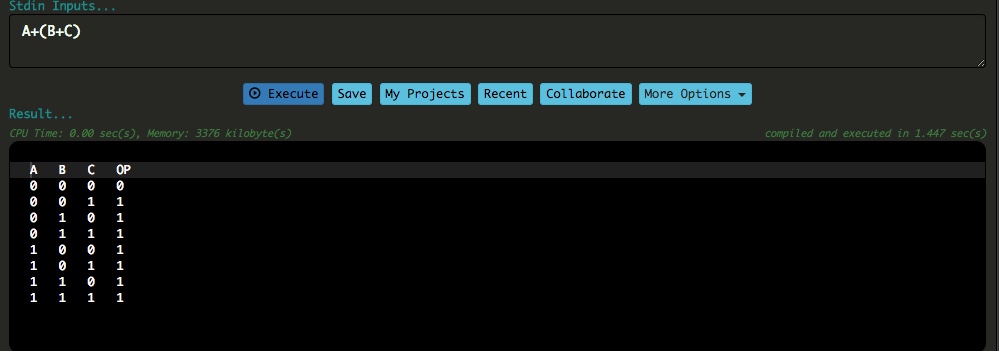 Stdin Inputs...
A+(B+C)
Execute Save My Projects Recent Collaborate More Options
Result...
CPU Time: 0.00 sec(s), Memory: 3376 kilobyte(s) compiled and executed in 1.447 sec(s)
A B C OP
0 0 0 0
0 0 1 1
0 1 0 1
0 1 1 1
1 0 0 1
1 0 1 1
1 1 0 1
1 1 1 1